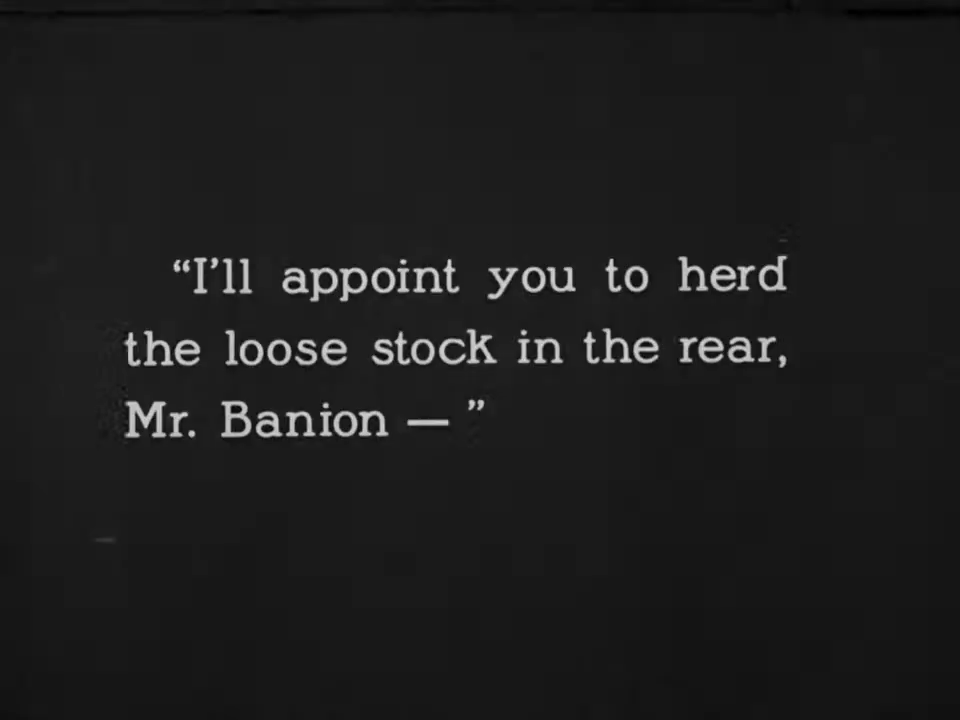 “I’ll appoint you to herd
the loose stock in the rear,
Mr. Banion — ”